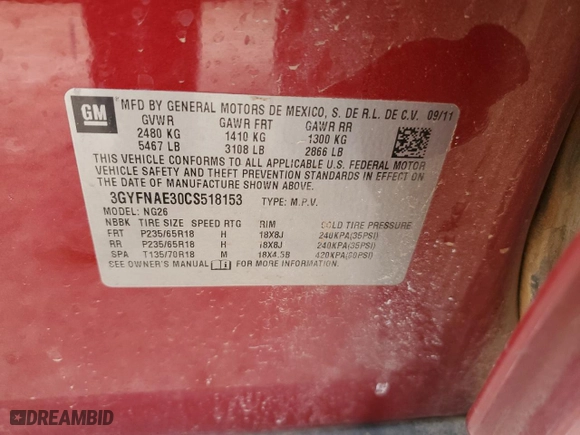 GM
MFD BY GENERAL MOTORS DE MEXICO, S. DE R.L. DE C.V. 09/11
GVWR GAWR FRT GAWR RR
2480 KG 1410 KG 1300 KG
5467 LB 3108 LB 2866 LB
THIS VEHICLE CONFORMS TO ALL APPLICABLE U.S. FEDERAL MOTOR
VEHICLE SAFETY AND THEFT PREVENTION STANDARDS IN EFFECT ON
THE DATE OF MANUFACTURE SHOWN ABOVE.
3GYFNAE30CS518153 TYPE: M.P.V.
MODEL: NG26
NBBK TIRE SIZE SPEED RTG RIM COLD TIRE PRESSURE
FRT P235/65R18 H 18X8J 240KPA(35PSI)
RR P235/65R18 H 18X8J 240KPA(35PSI)
SPA T135/70R18 M 18X4.5B 420KPA(60PSI)
SEE OWNER'S MANUAL i FOR MORE INFORMATION.
DREAMBID